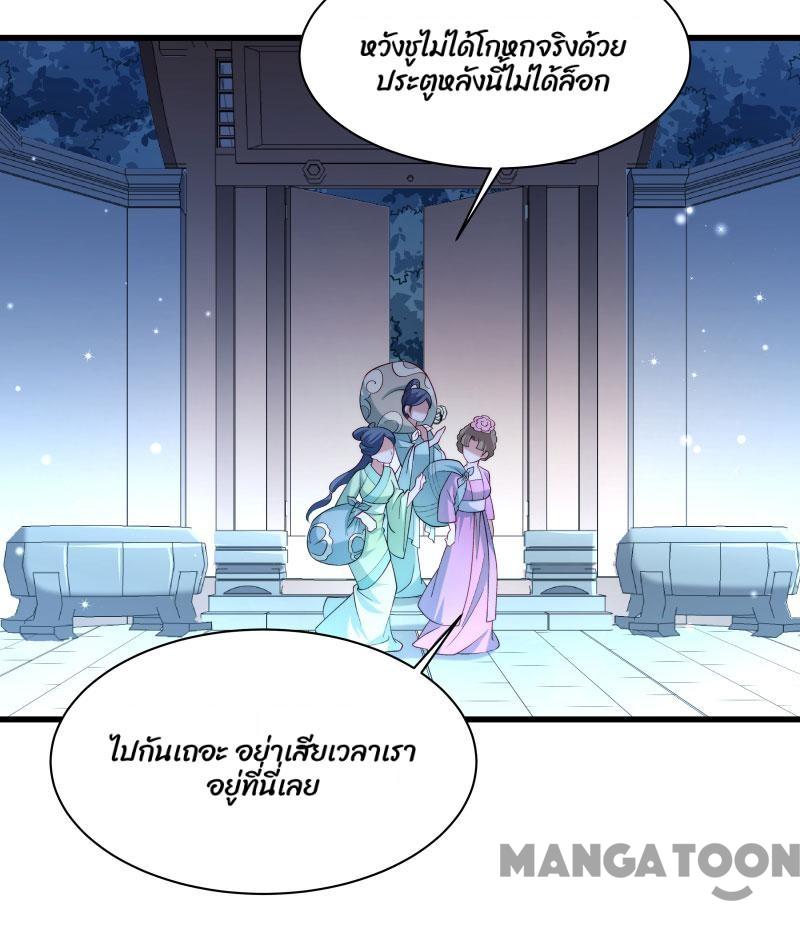 หวังชูไม่ได้โกหกจริงด้วย
ประตูหลังนี้ไม่ได้ล็อก
ไปกันเถอะ อย่าเสียเวลาเรา
อยู่ที่นี่เลย
MANGATOON